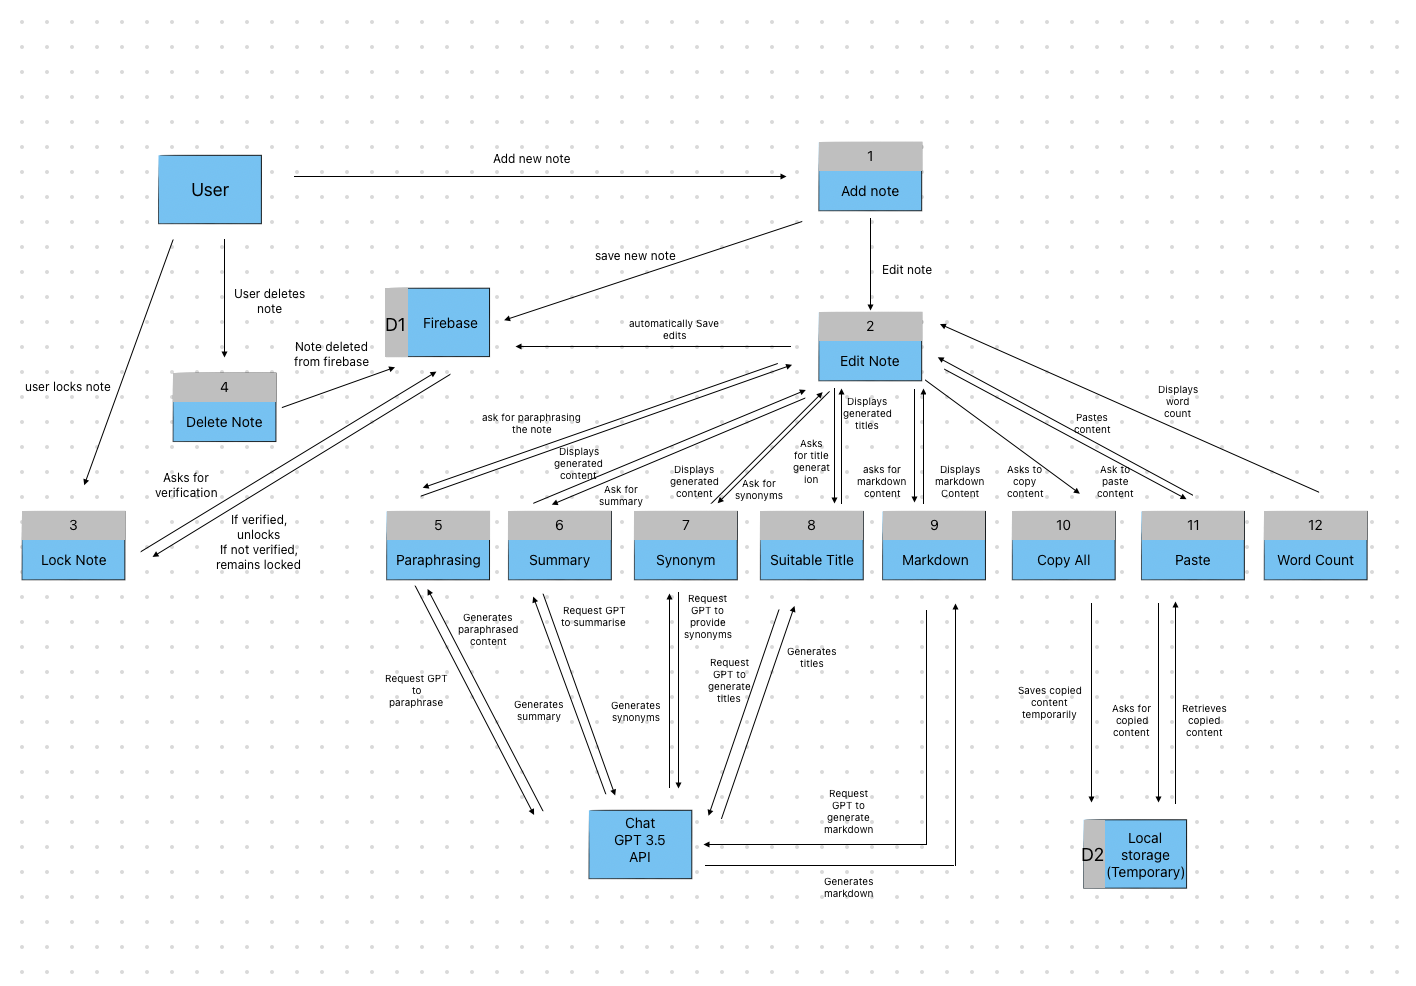 Add new note
1
Add note
User
save new note
Edit note
User deletes
note
D1
Firebase
automatically Save
edits
2
Edit Note
Note deleted
from firebase
user locks note
4
Delete Note
ask for paraphrasing
the note
Displays
generated
titles
Displays
word
count
Pastes
content
Asks for
verification
Displays
generated
content
Ask for
summary
Displays
generated
content
Ask for
synonyms
Asks
for title
generat
ion
asks for
markdown
content
Displays
markdown
Content
Asks to
copy
content
Ask to
paste
content
If verified,
unlocks
If not verified,
remains locked
3
Lock Note
5
Paraphrasing
6
Summary
7
Synonym
8
Suitable Title
9
Markdown
10
Copy All
11
Paste
12
Word Count
Generates
paraphrased
content
Request GPT
to summarise
Request
GPT to
provide
synonyms
Generates
titles
Request GPT
to
paraphrase
Generates
summary
Generates
synonyms
Request
GPT to
generate
titles
Saves copied
content
temporarily
Asks for
copied
content
Retrieves
copied
content
Request
GPT to
generate
markdown
Chat
GPT 3.5
API
Generates
markdown
D2
Local
storage
(Temporary)